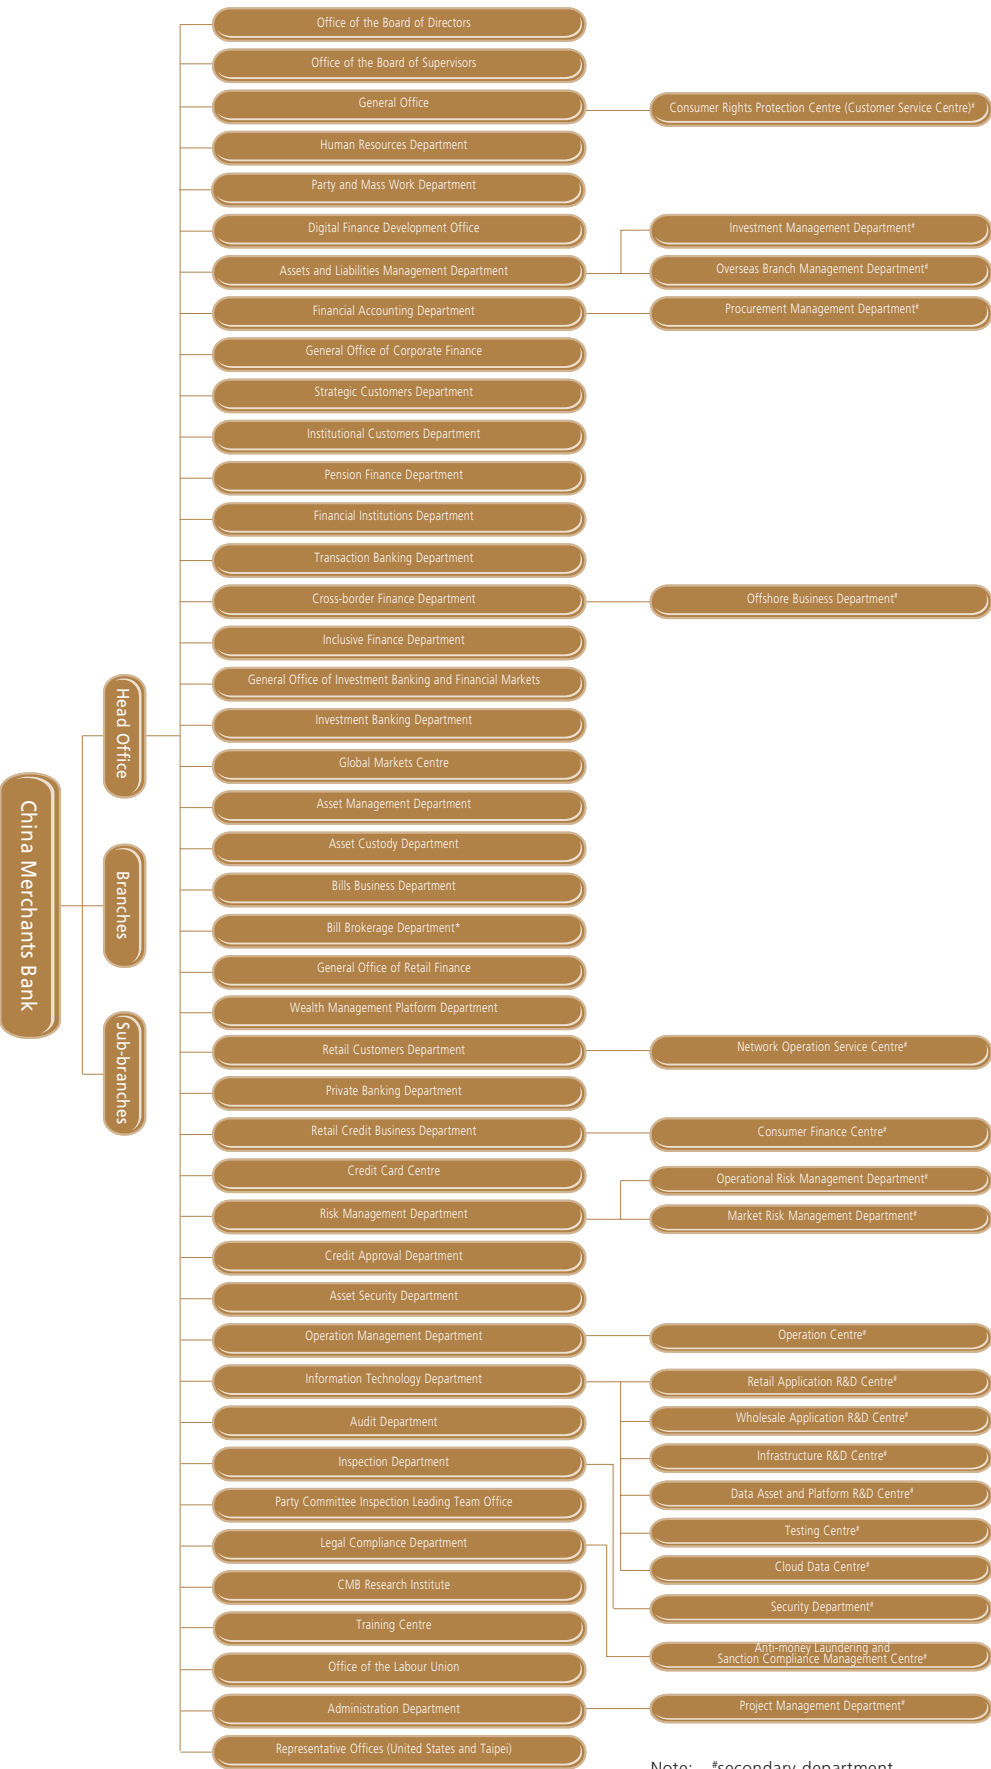 China Merchants Bank
Head Office
Branches
Sub-branches
Office of the Board of Directors
Office of the Board of Supervisors
General Office
Consumer Rights Protection Centre (Customer Service Centre)#
Human Resources Department
Party and Mass Work Department
Digital Finance Development Office
Investment Management Department#
Assets and Liabilities Management Department
Overseas Branch Management Department#
Financial Accounting Department
Procurement Management Department#
General Office of Corporate Finance
Strategic Customers Department
Institutional Customers Department
Pension Finance Department
Financial Institutions Department
Transaction Banking Department
Cross-border Finance Department
Offshore Business Department#
Inclusive Finance Department
General Office of Investment Banking and Financial Markets
Investment Banking Department
Global Markets Centre
Asset Management Department
Asset Custody Department
Bills Business Department
Bill Brokerage Department*
General Office of Retail Finance
Wealth Management Platform Department
Retail Customers Department
Network Operation Service Centre#
Private Banking Department
Retail Credit Business Department
Consumer Finance Centre#
Credit Card Centre
Operational Risk Management Department#
Risk Management Department
Market Risk Management Department#
Credit Approval Department
Asset Security Department
Operation Management Department
Operation Centre#
Information Technology Department
Retail Application R&D Centre#
Audit Department
Wholesale Application R&D Centre#
Inspection Department
Infrastructure R&D Centre#
Party Committee Inspection Leading Team Office
Data Asset and Platform R&D Centre#
Legal Compliance Department
Testing Centre#
CMB Research Institute
Cloud Data Centre#
Training Centre
Security Department#
Office of the Labour Union
Anti-money Laundering and
Sanction Compliance Management Centre#
Administration Department
Project Management Department#
Representative Offices (United States and Taipei)
Note: #secondary department